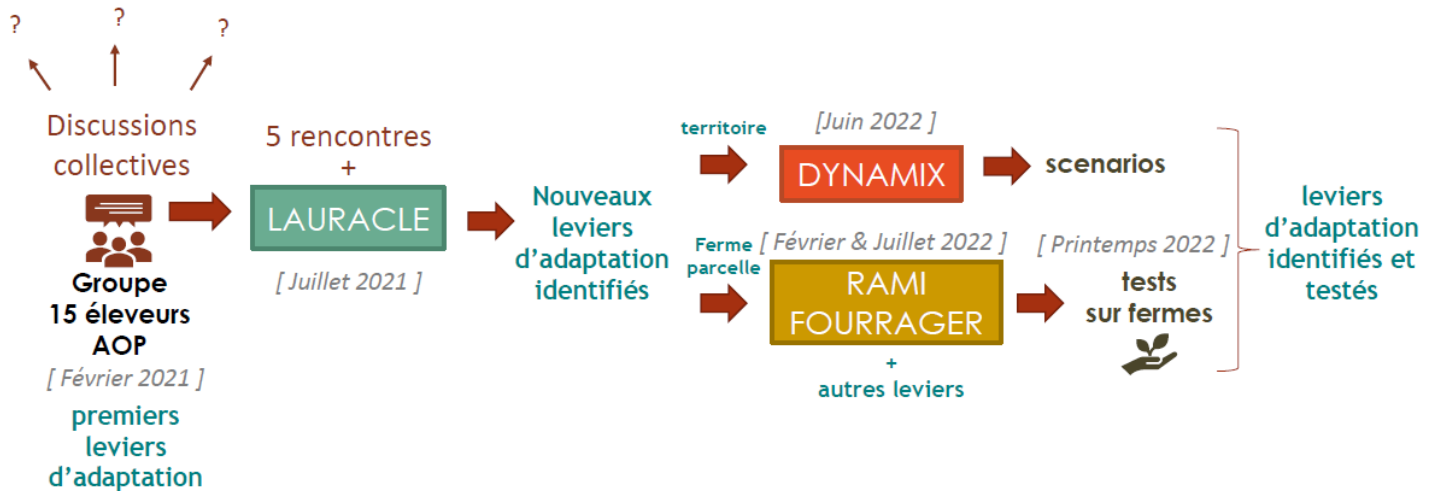 ?
?
?
Discussions
collectives
Groupe
15 éleveurs
AOP
[ Février 2021 ]
premiers
leviers
d'adaptation
5 rencontres
+
LAURACLE
[ Juillet 2021 ]
Nouveaux
leviers
d'adaptation
identifiés
territoire
[Juin 2022 ]
DYNAMIX
scenarios
Ferme
parcelle
[ Février & Juillet 2022 ]
RAMI
FOURRAGER
+
autres leviers
[ Printemps 2022 ]
tests
sur fermes
leviers
d'adaptation
identifiés et
testés